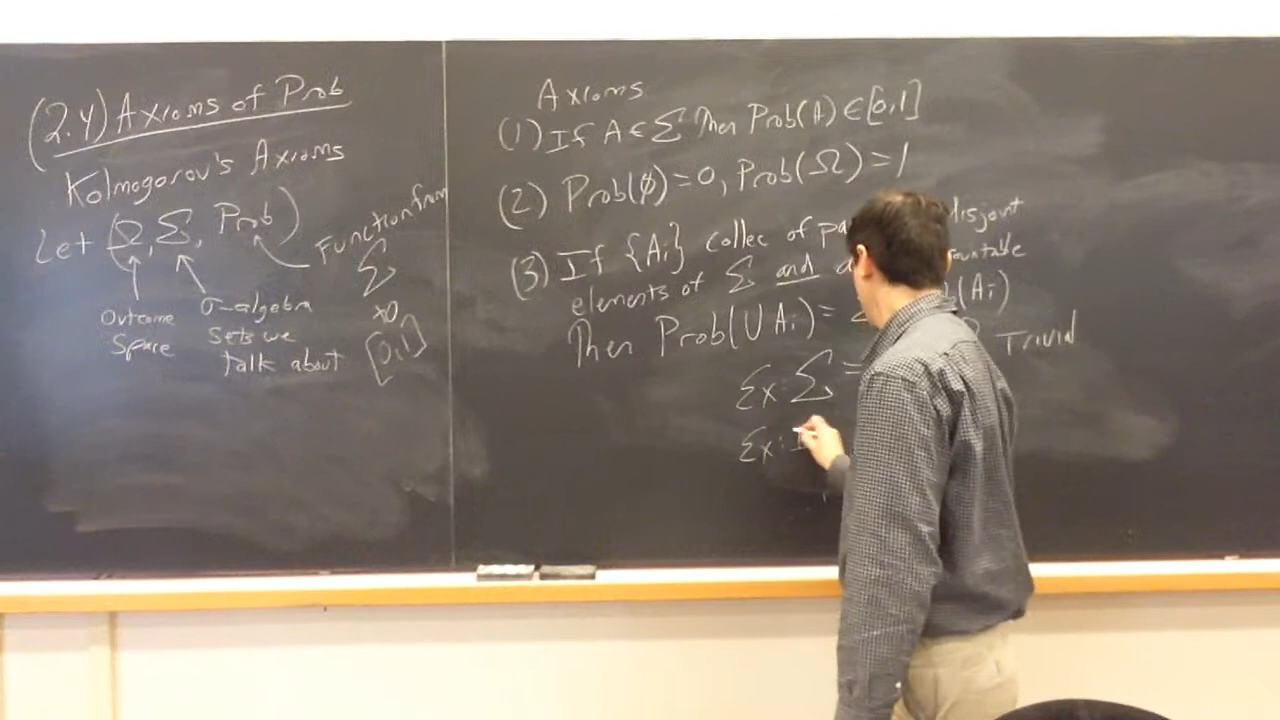 (2.4) Axioms of Prob
Kolmogorov's Axioms
Let (Ω, Σ, Prob)
Function from
Σ
to
[0,1]
Outcome
Space
σ-algebra
Sets we
talk about
Axioms
(1) If A ∈ Σ Then Prob(A) ∈ [0,1]
(2) Prob(∅) = 0, Prob(Ω) = 1
(3) If {Ai} collec of disjoint
elements of Σ and
Then Prob(∪ Ai) = (Ai)
Ex: Σ = Trivial
Ex: